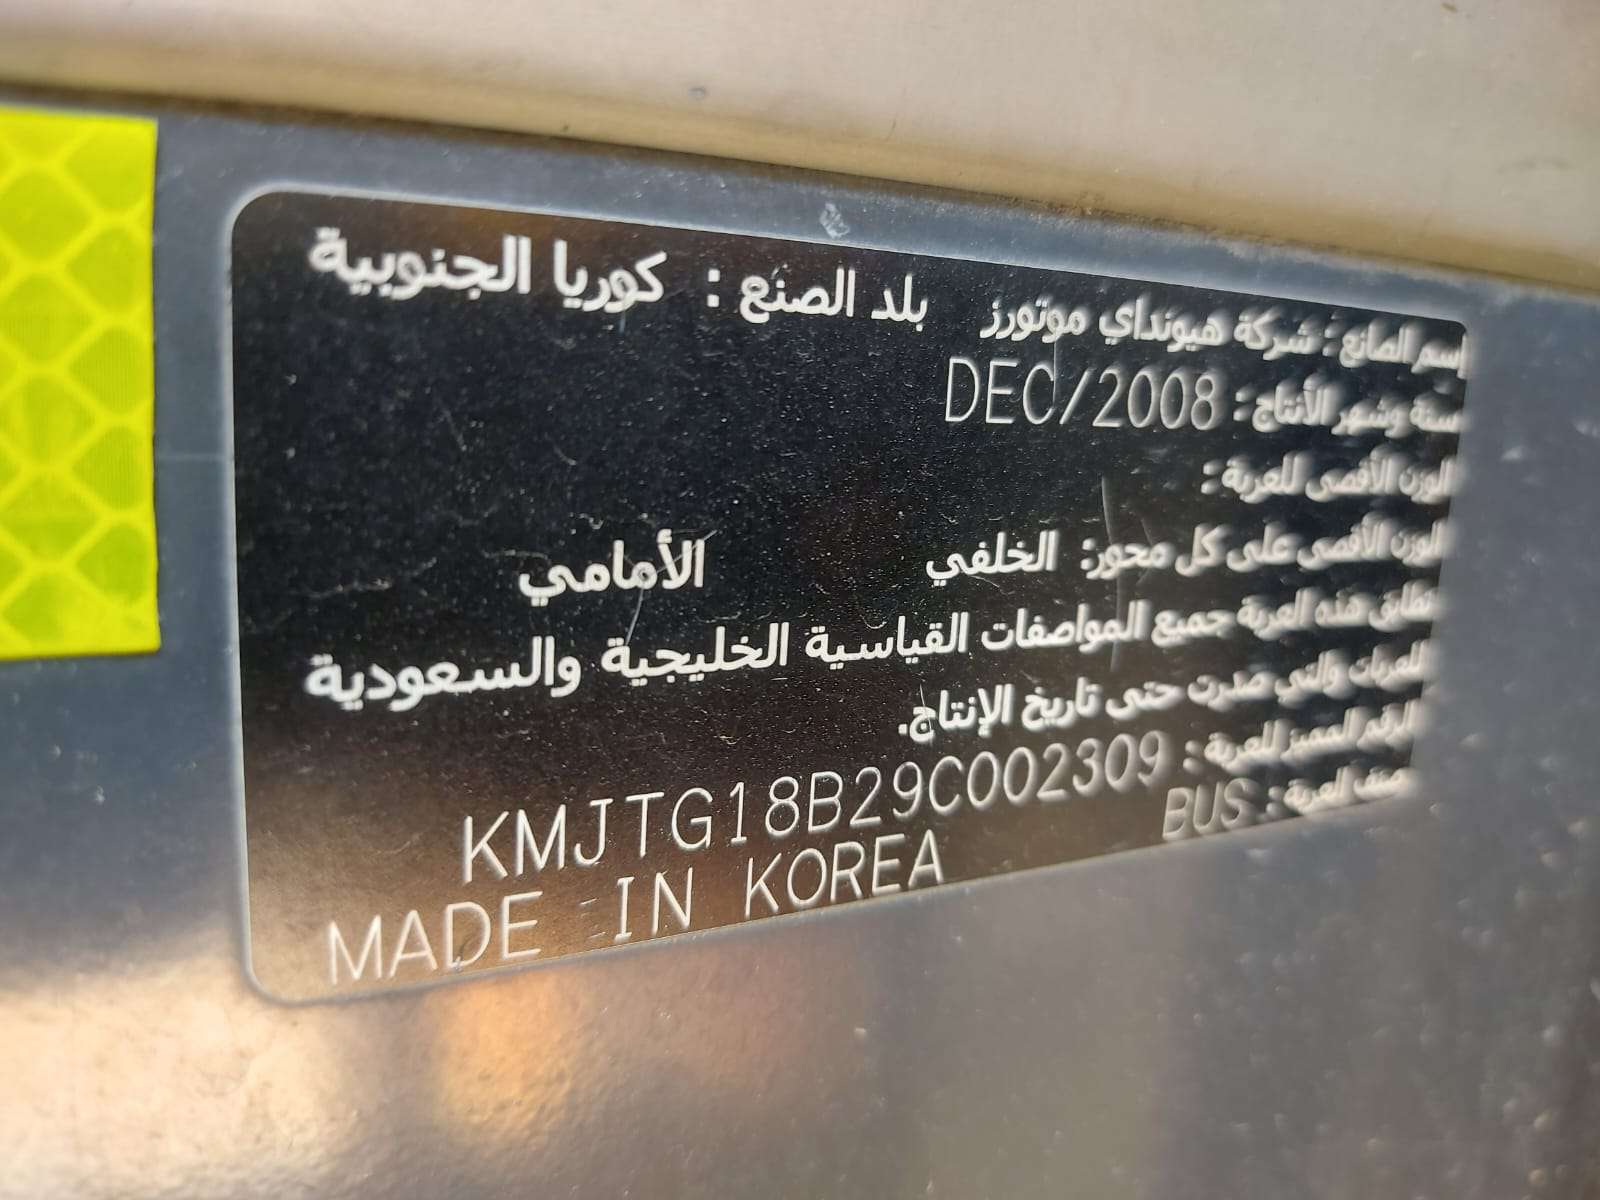 إسم الصانع : شركة هيونداي موتورز بلد الصنع : كوريا الجنوبية
سنة وشهر الأنتاج : DEC/2008
الوزن الأقصى للعربة :
الوزن الأقصى على كل محور: الخلفي الأمامي
تطابق هذه العربة جميع المواصفات القياسية الخليجية والسعودية
للعربات والتي صدرت حتى تاريخ الإنتاج.
الرقم المميز للعربة : KMJTG18B29C002309
صنف العربة : BUS
MADE IN KOREA